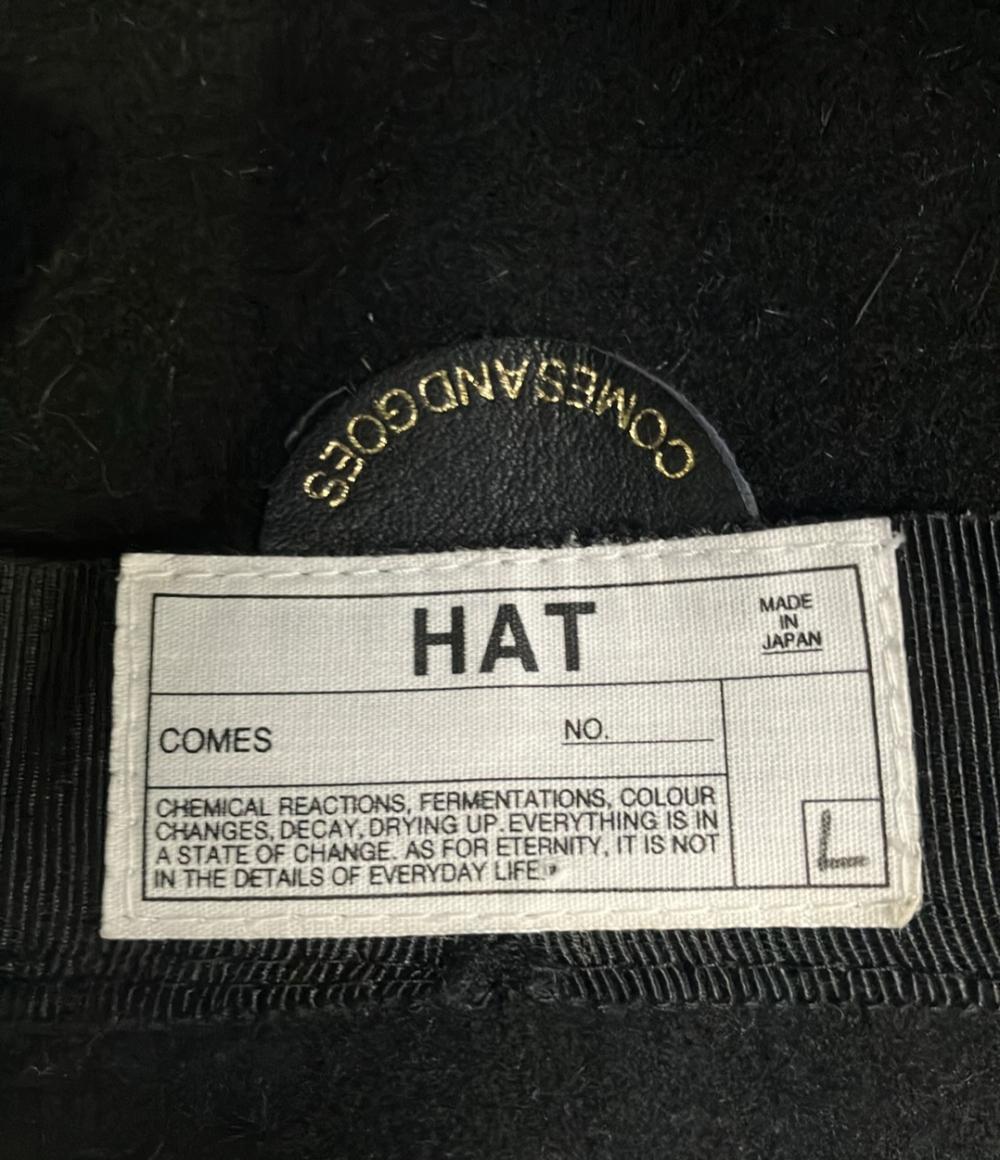 COMESANDGOES
HAT
MADE
IN
JAPAN
COMES
NO.
CHEMICAL REACTIONS, FERMENTATIONS, COLOUR
CHANGES, DECAY, DRYING UP. EVERYTHING IS IN
A STATE OF CHANGE. AS FOR ETERNITY, IT IS NOT
IN THE DETAILS OF EVERYDAY LIFE.
L